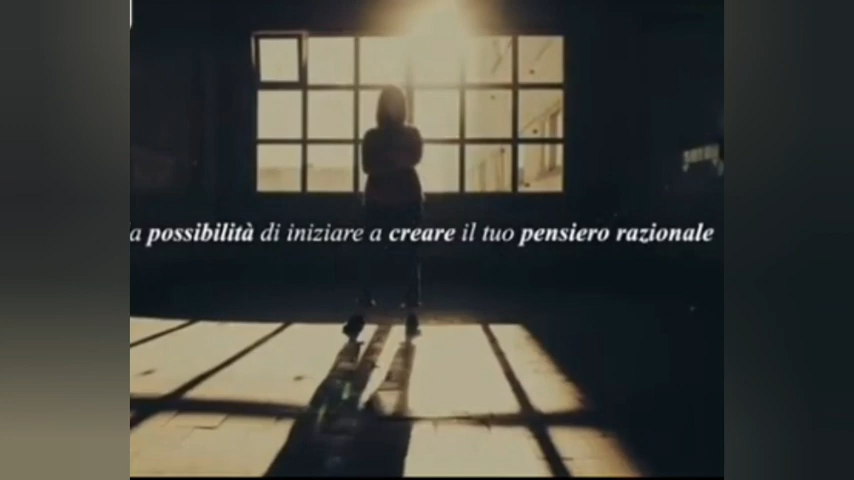 a possibilità di iniziare a creare il tuo pensiero razionale